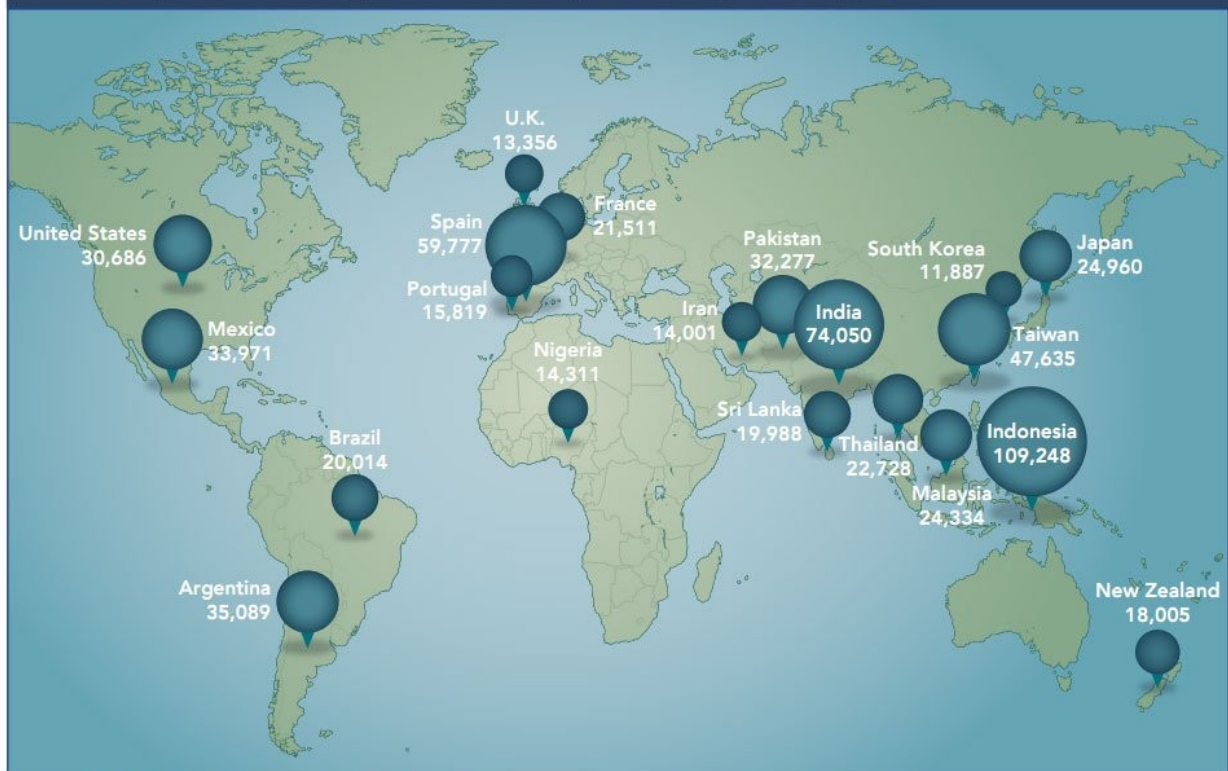 U.K.
13,356
Spain
59,777
France
21,511
United States
30,686
Pakistan
32,277
South Korea
11,887
Japan
24,960
Portugal
15,819
Iran
14,001
India
74,050
Mexico
33,971
Taiwan
47,635
Nigeria
14,311
Sri Lanka
19,988
Thailand
22,728
Indonesia
109,248
Brazil
20,014
Malaysia
24,334
Argentina
35,089
New Zealand
18,005